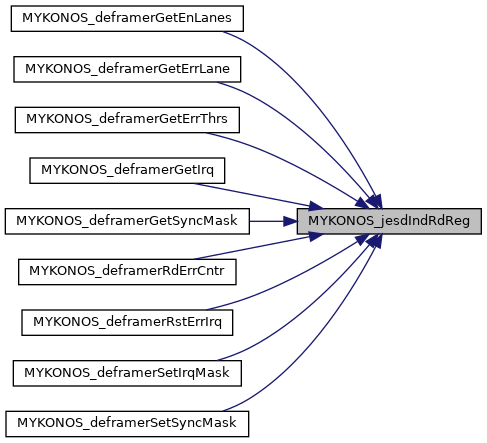 MYKONOS_deframerGetEnLanes
MYKONOS_deframerGetErrLane
MYKONOS_deframerGetErrThrs
MYKONOS_deframerGetIrq
MYKONOS_deframerGetSyncMask
MYKONOS_jesdIndRdReg
MYKONOS_deframerRdErrCntr
MYKONOS_deframerRstErrIrq
MYKONOS_deframerSetIrqMask
MYKONOS_deframerSetSyncMask